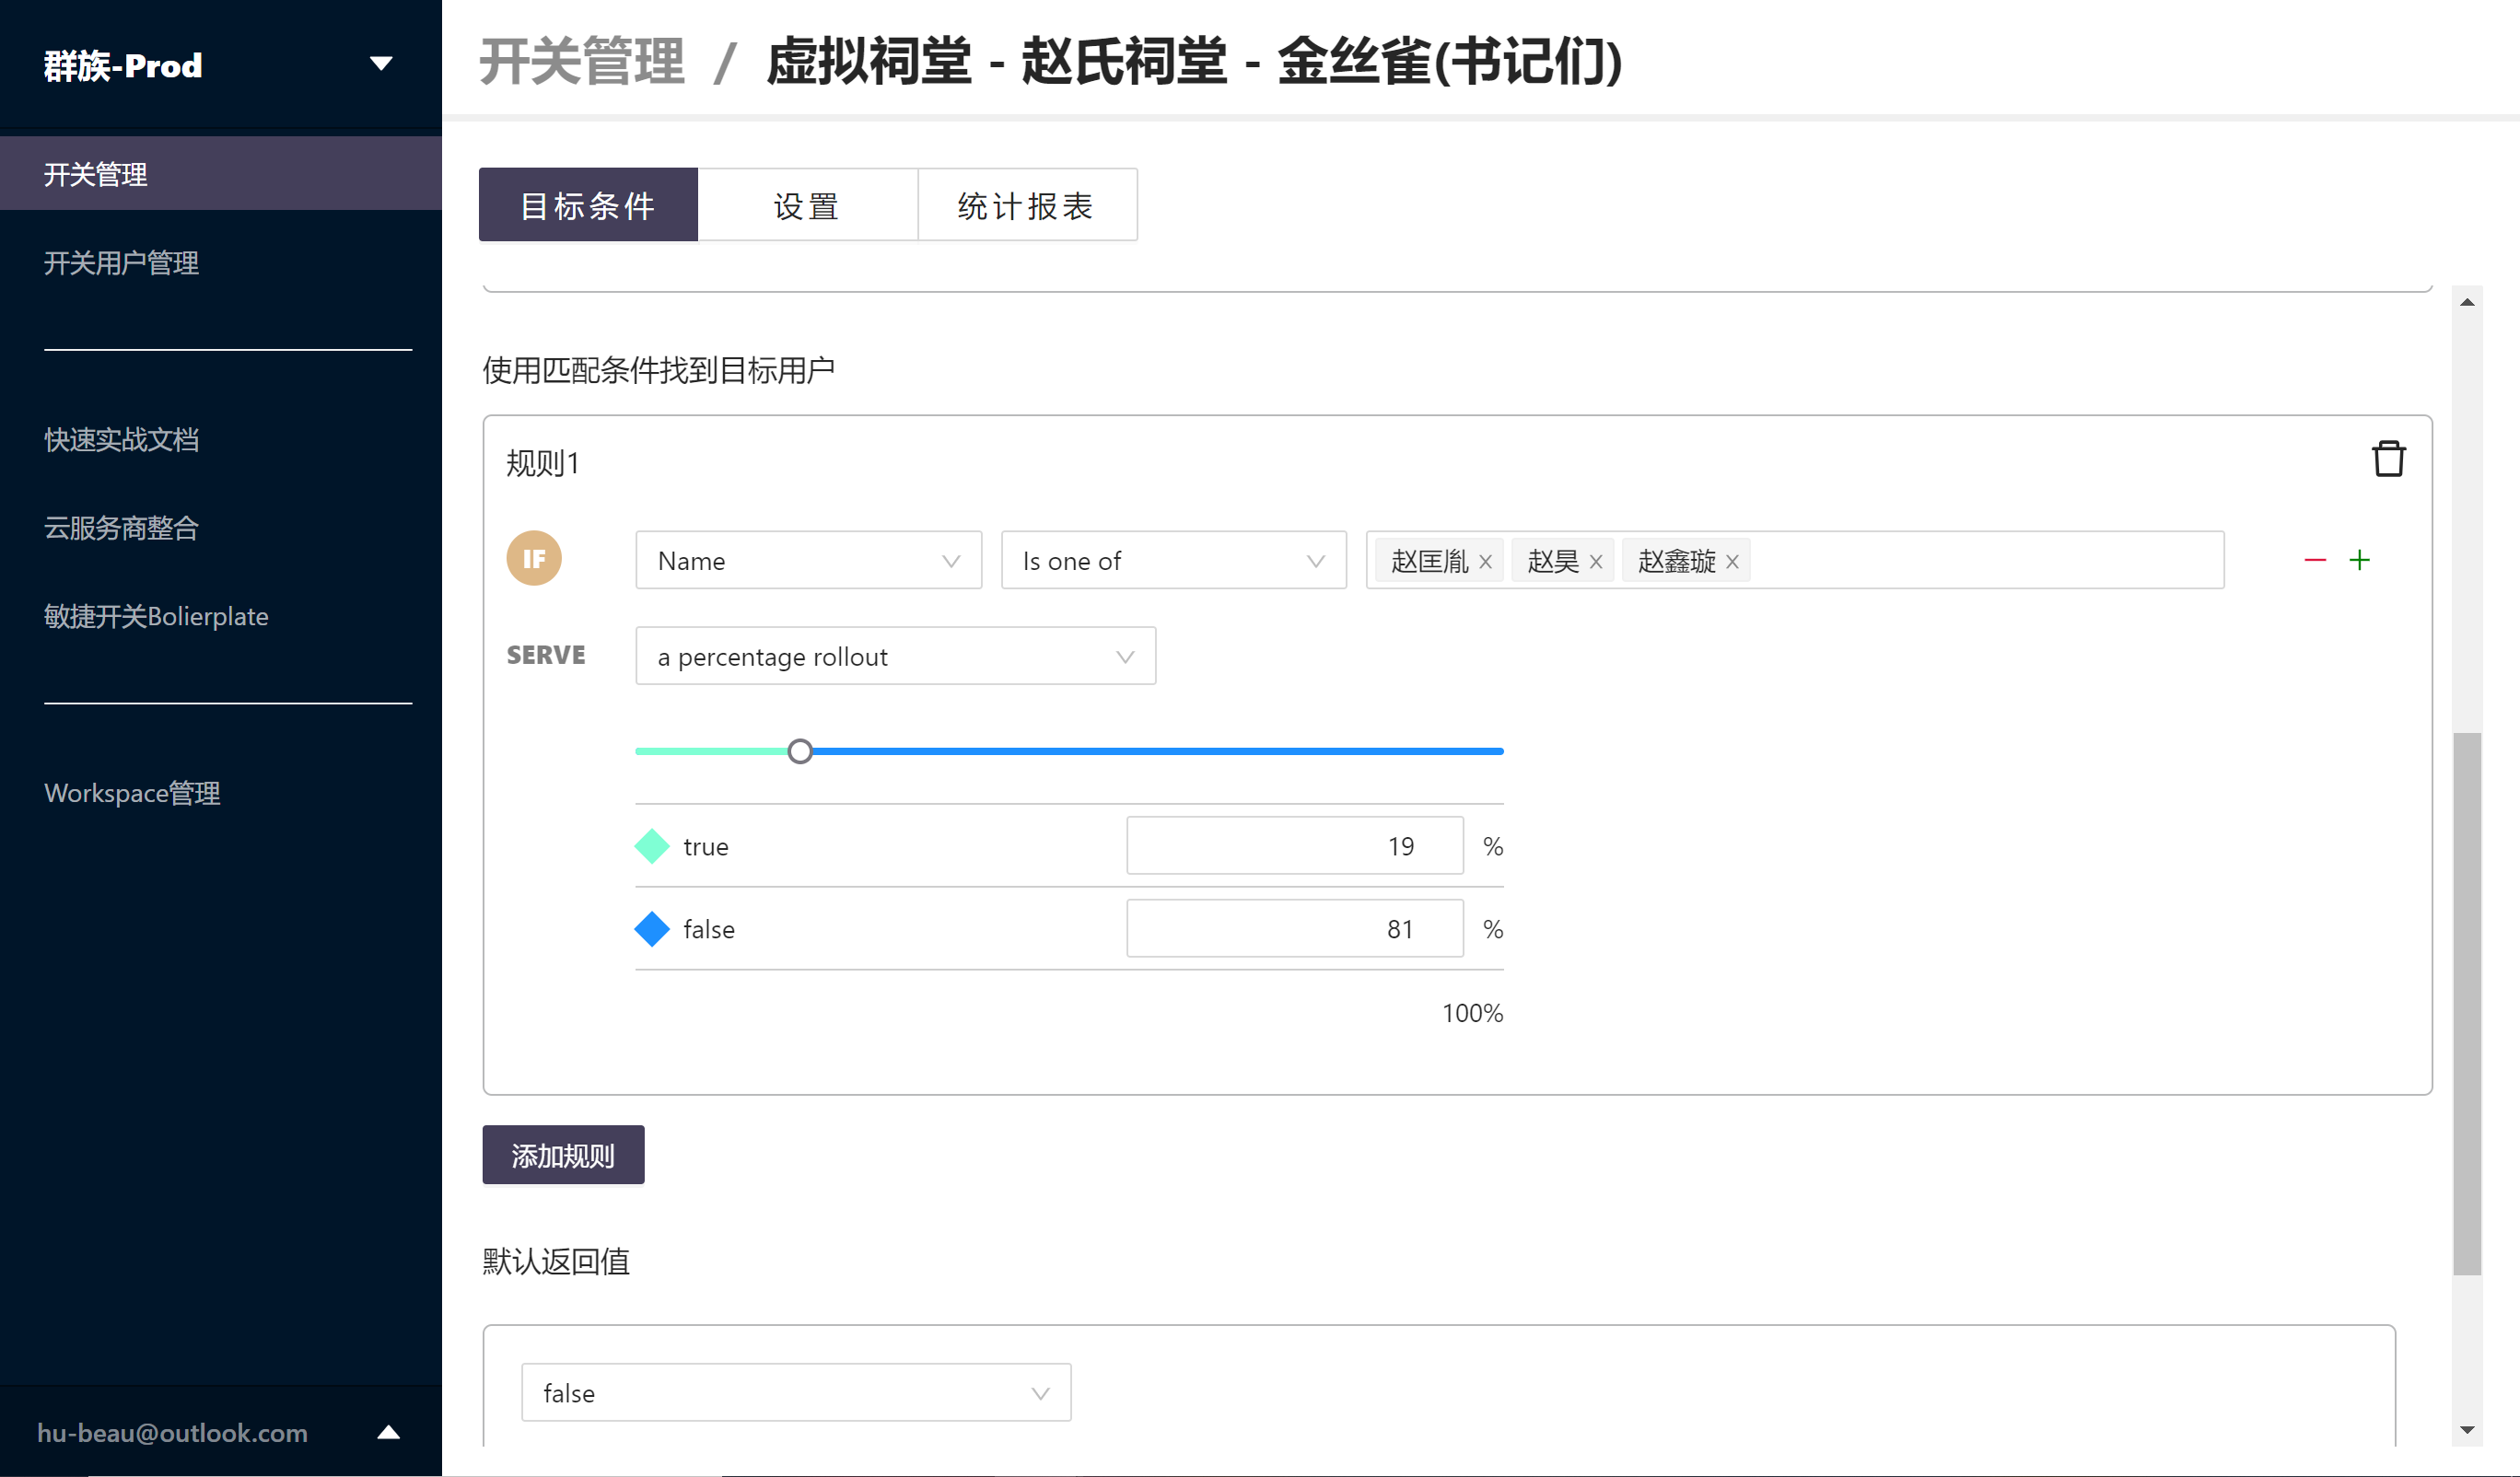 群族-Prod
开关管理
开关用户管理
快速实战文档
云服务商整合
敏捷开关Bolierplate
Workspace管理
hu-beau@outlook.com
开关管理 / 虚拟祠堂 - 赵氏祠堂 - 金丝雀(书记们)
目标条件 设置 统计报表
使用匹配条件找到目标用户
规则1
IF Name Is one of 赵匡胤 赵昊 赵鑫璇
SERVE a percentage rollout
true 19 %
false 81 %
100%
添加规则
默认返回值
false